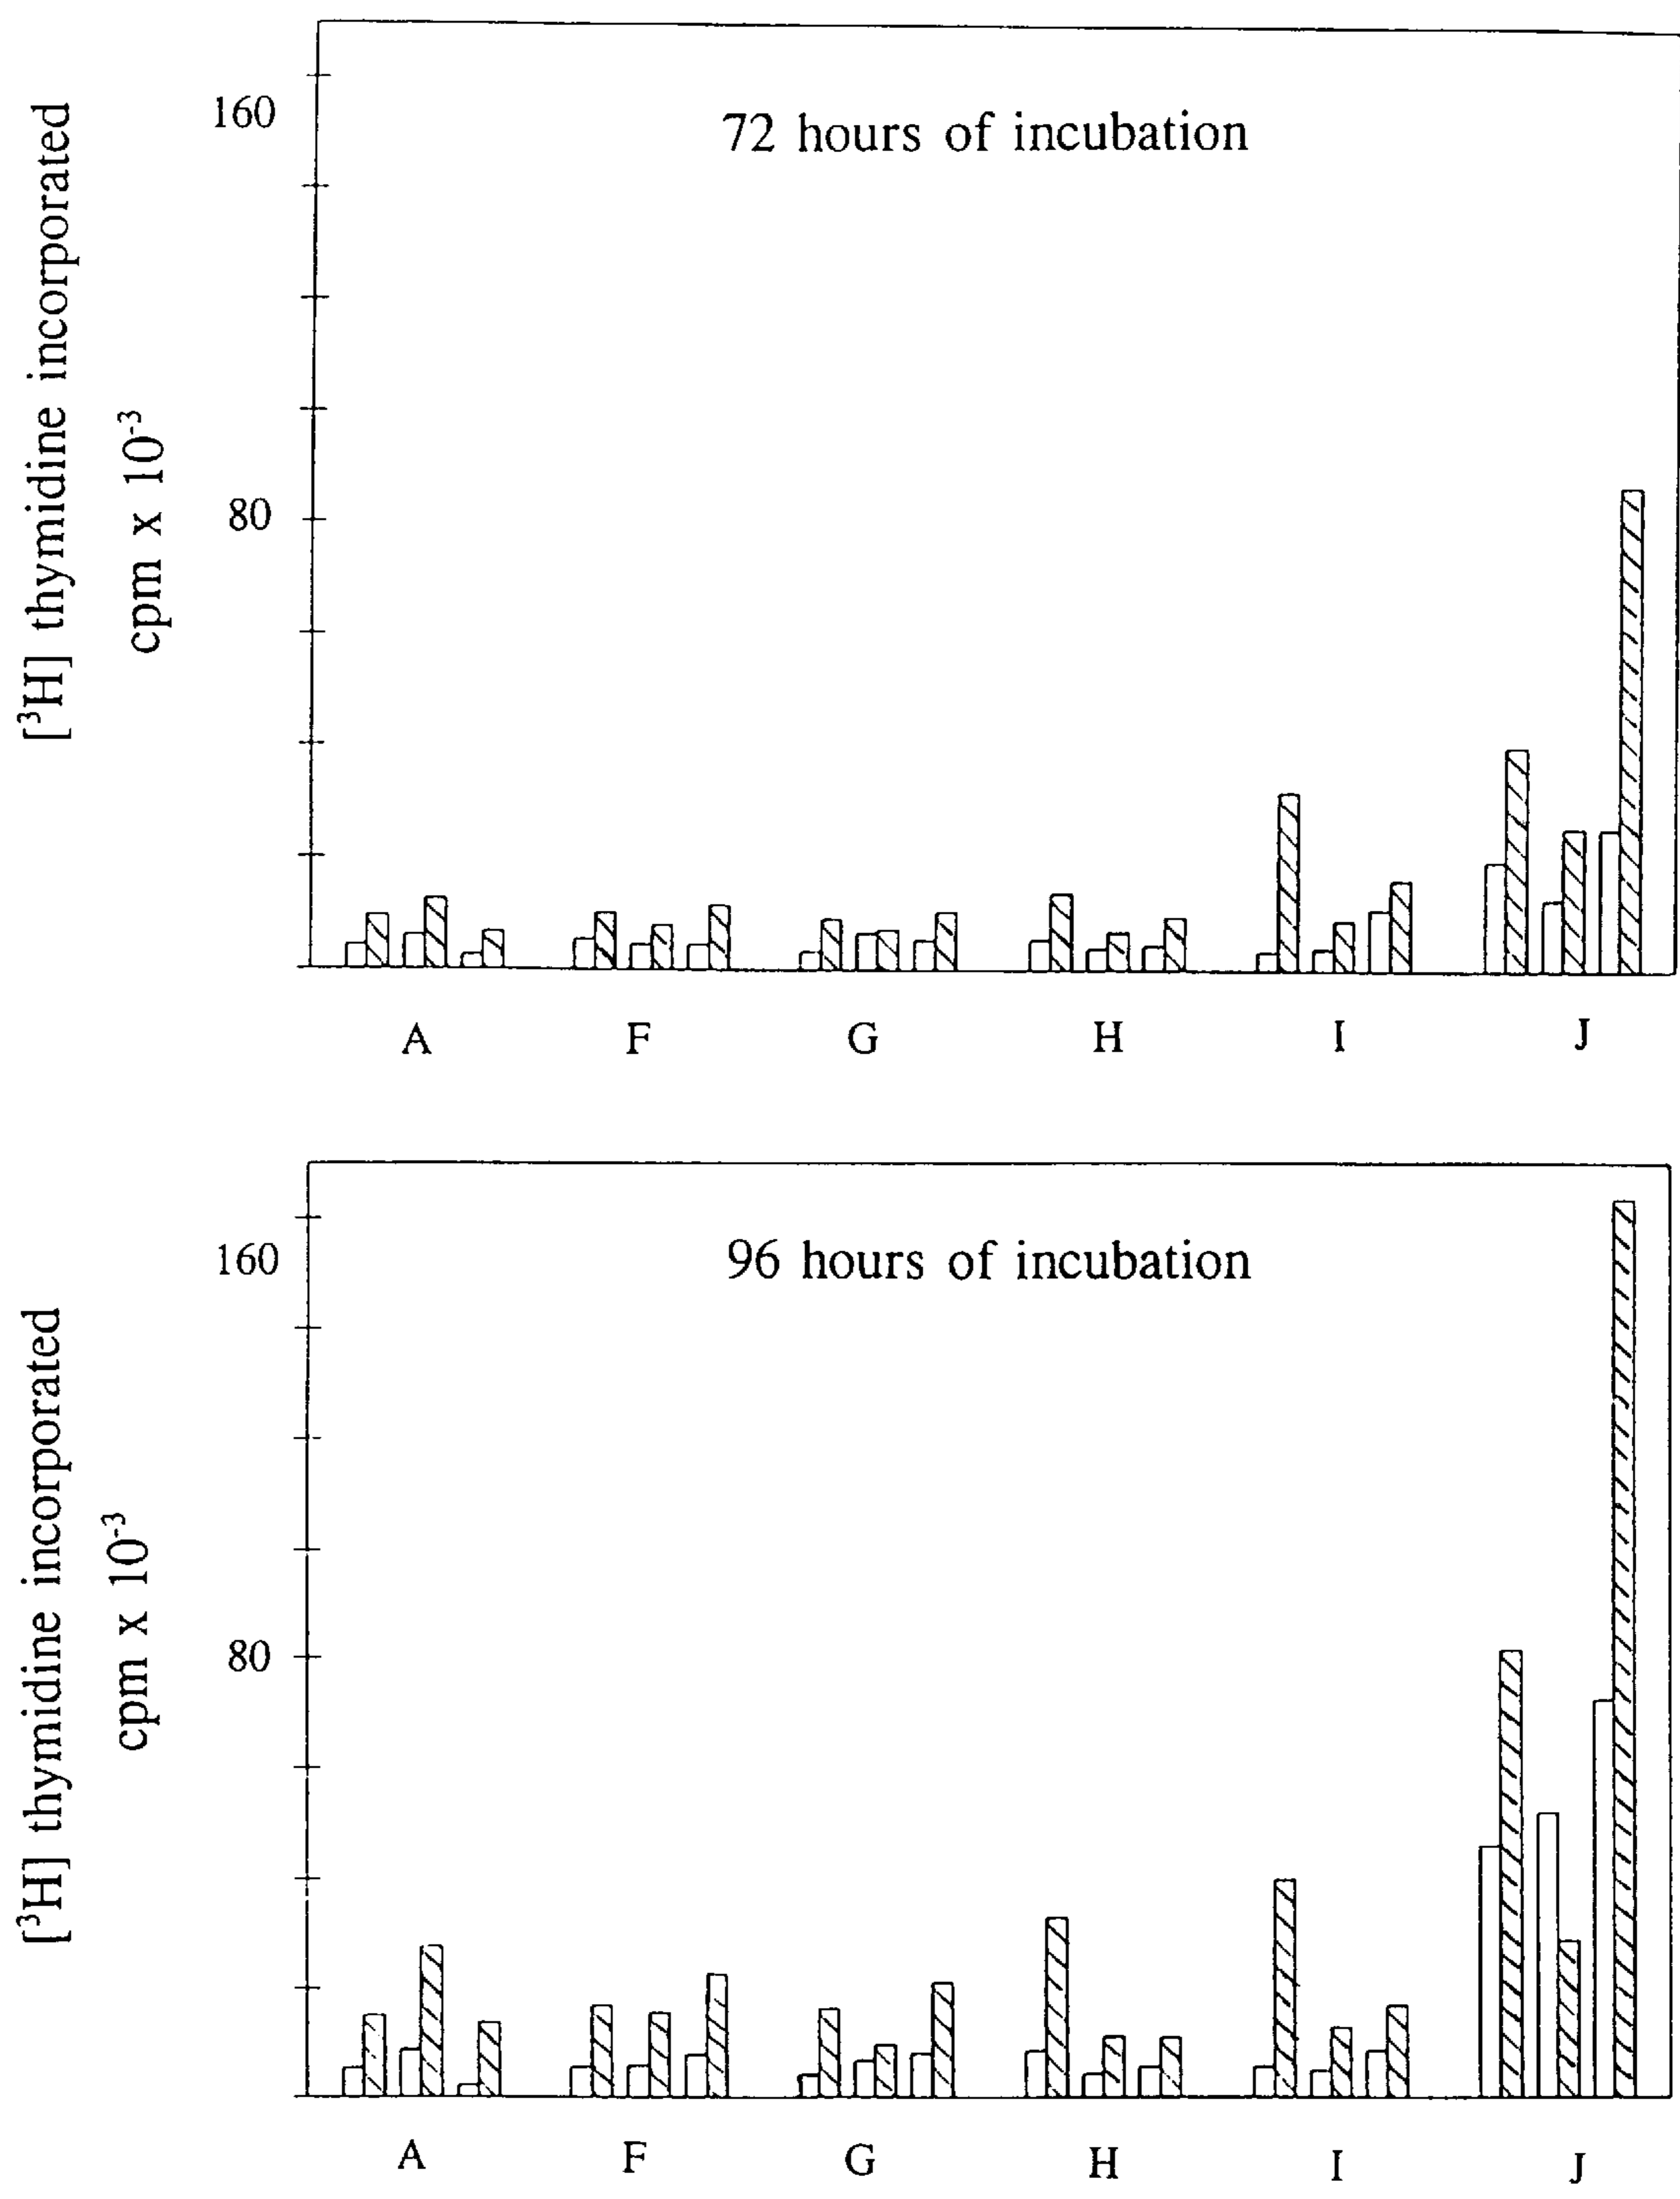 160
72 hours of incubation
[³H] thymidine incorporated
cpm x 10⁻³
80
A F G H I J
160
96 hours of incubation
[³H] thymidine incorporated
cpm x 10⁻³
80
A F G H I J